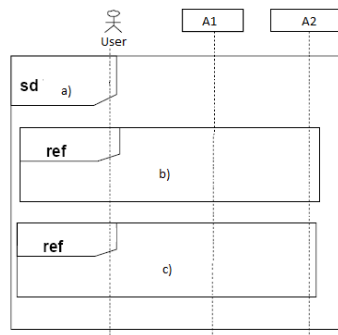 User
A1
A2
sd a)
ref
b)
ref
c)